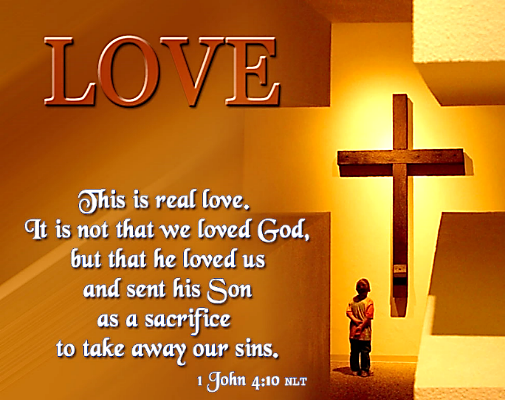 LOVE
This is real love.
It is not that we loved God,
but that he loved us
and sent his Son
as a sacrifice
to take away our sins.
1 John 4:10 NLT